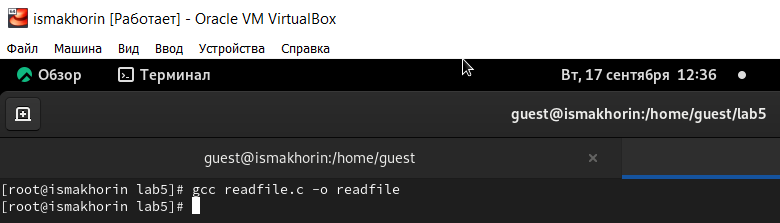 ismakhorin [Работает] - Oracle VM VirtualBox
Файл Машина Вид Ввод Устройства Справка
Обзор Терминал Вт, 17 сентября 12:36
guest@ismakhorin:/home/guest/lab5
guest@ismakhorin:/home/guest ×
[root@ismakhorin lab5]# gcc readfile.c -o readfile
[root@ismakhorin lab5]#